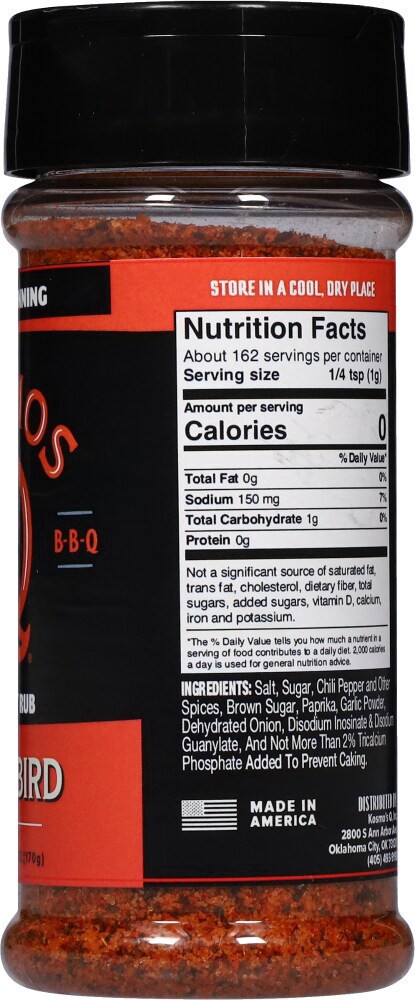 STORE IN A COOL, DRY PLACE
Nutrition Facts
About 162 servings per container
Serving size 1/4 tsp (1g)
Amount per serving
Calories 0
% Daily Value*
Total Fat 0g 0%
Sodium 150 mg 7%
Total Carbohydrate 1g 0%
Protein 0g
Not a significant source of saturated fat,
trans fat, cholesterol, dietary fiber, total
sugars, added sugars, vitamin D, calcium,
iron and potassium.
*The % Daily Value tells you how much a nutrient in a
serving of food contributes to a daily diet. 2,000 calories
a day is used for general nutrition advice.
INGREDIENTS: Salt, Sugar, Chili Pepper and Other
Spices, Brown Sugar, Paprika, Garlic Powder,
Dehydrated Onion, Disodium Inosinate & Disodium
Guanylate, And Not More Than 2% Tricalcium
Phosphate Added To Prevent Caking.
MADE IN
AMERICA
DISTRIBUTED
Kosmo's Q,
2800 S Ann Arbor
Oklahoma City, OK
(405)
B-B-Q
RUB
BIRD